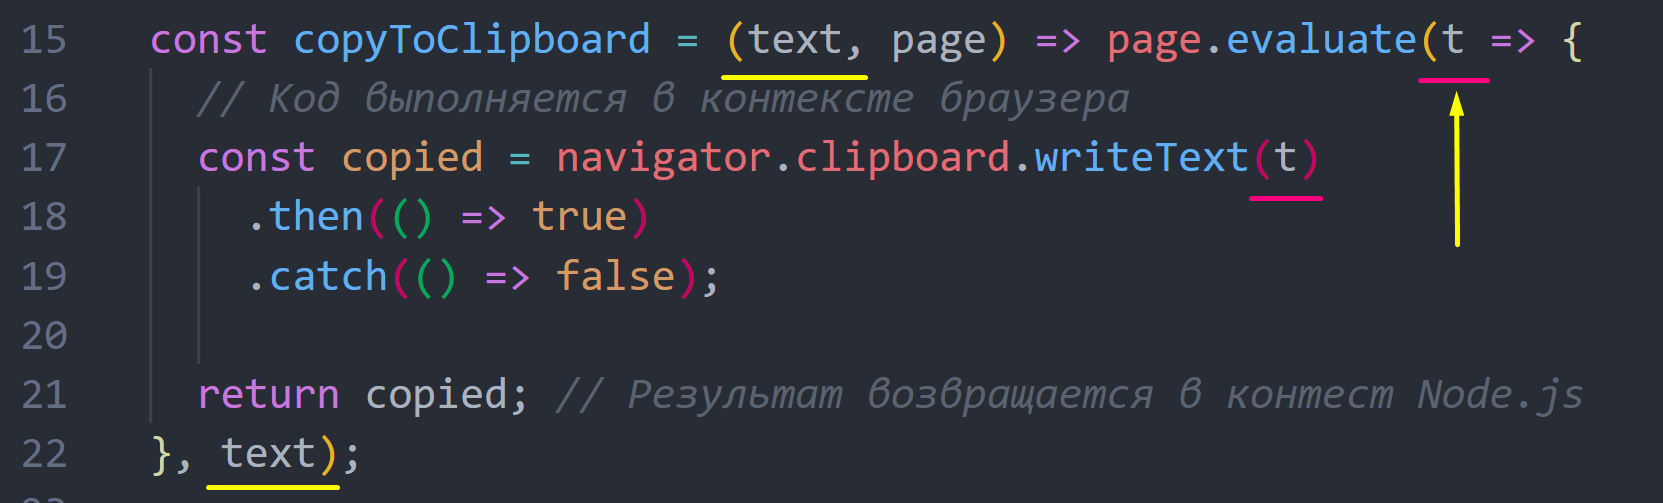 15 const copyToClipboard = (text, page) => page.evaluate(t => {
16 // Код выполняется в контексте браузера
17 const copied = navigator.clipboard.writeText(t)
18 .then(() => true)
19 .catch(() => false);
20
21 return copied; // Результат возвращается в контест Node.js
22 }, text);